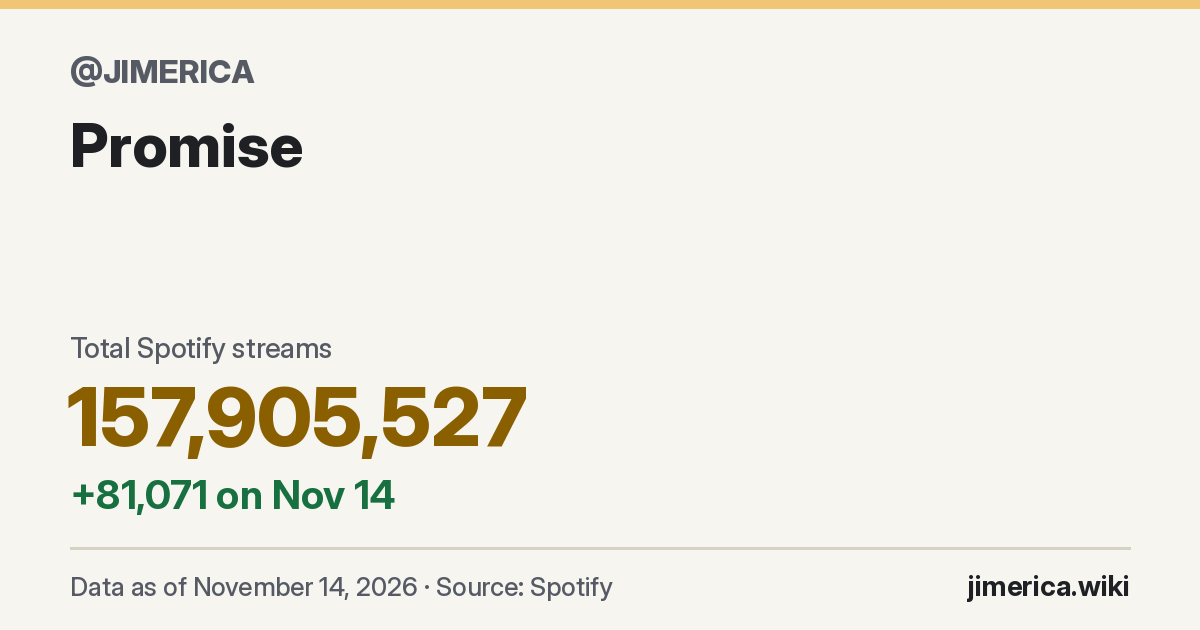 @JIMERICA
Promise
Total Spotify streams
157,905,527
+81,071 on Nov 14
Data as of November 14, 2026 · Source: Spotify
jimerica.wiki